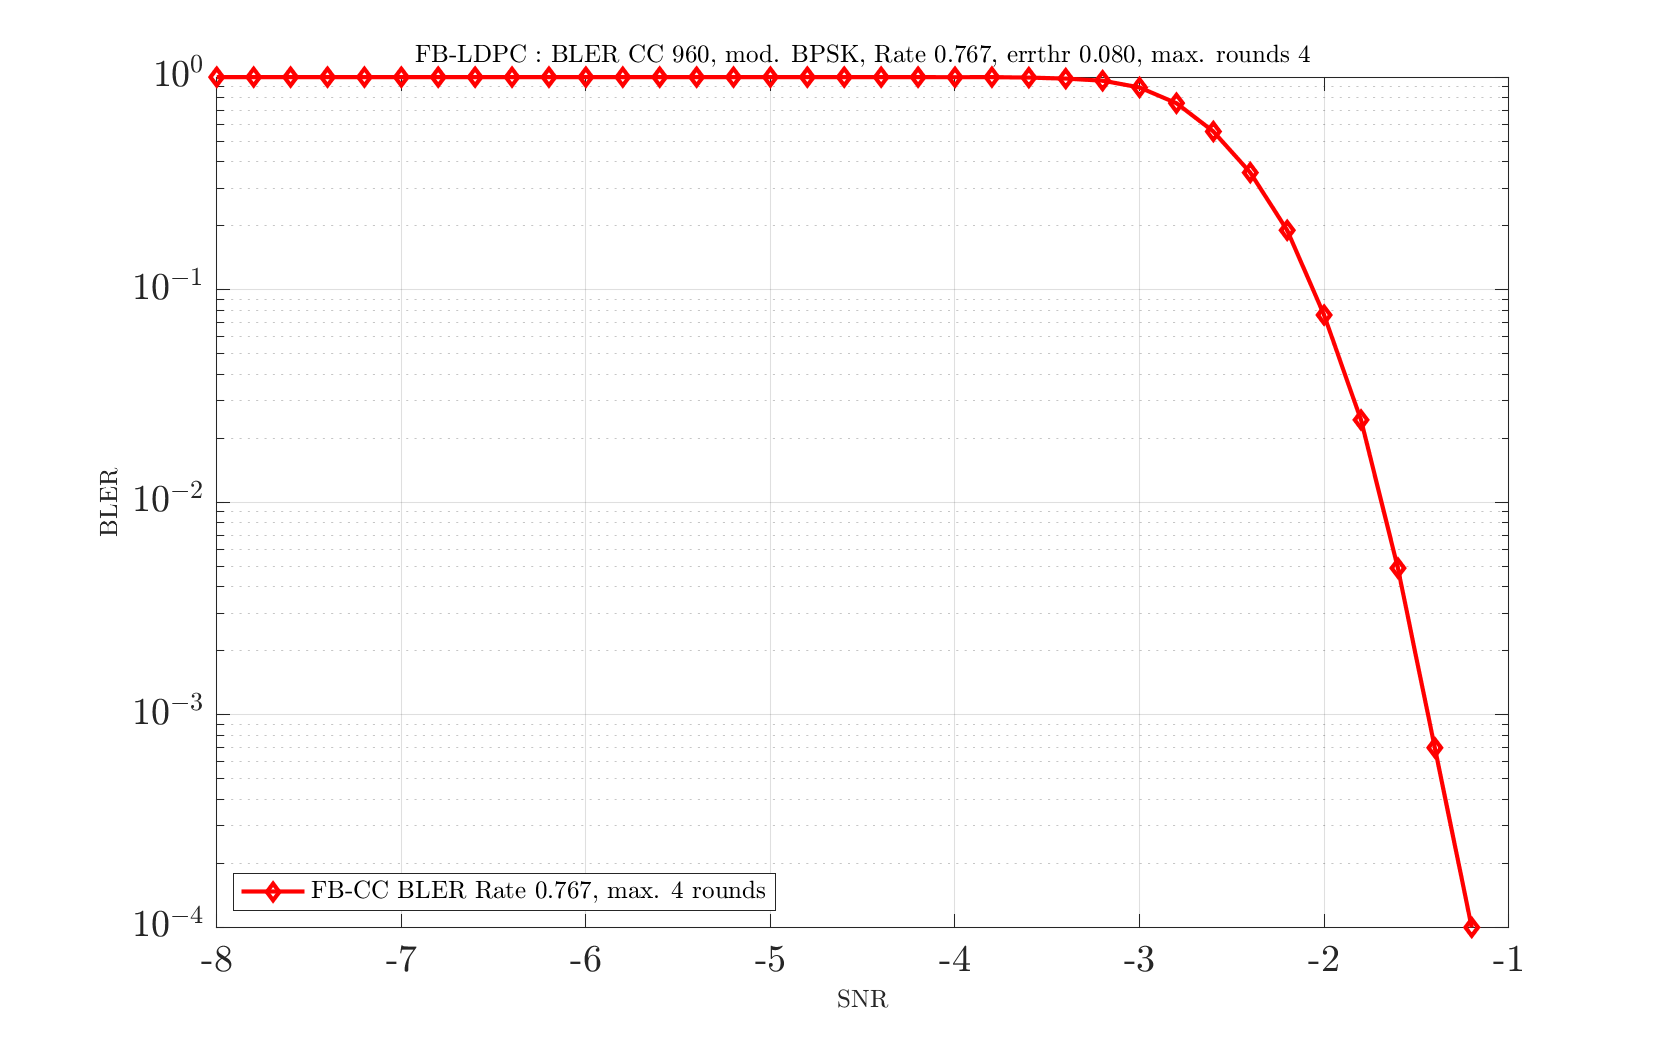 FB-LDPC : BLER CC 960, mod. BPSK, Rate 0.767, errthr 0.080, max. rounds 4
10^0
10^-1
10^-2
10^-3
10^-4
BLER
FB-CC BLER Rate 0.767, max. 4 rounds
-8 -7 -6 -5 -4 -3 -2 -1
SNR